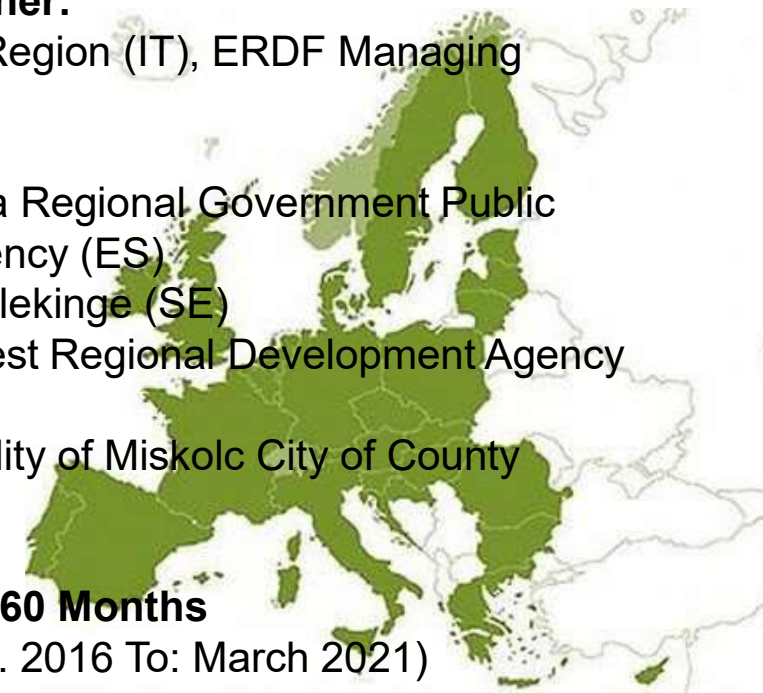 ner:
Region (IT), ERDF Managing
a Regional Government Public
ency (ES)
lekinge (SE)
est Regional Development Agency
lity of Miskolc City of County
60 Months
. 2016 To: March 2021)